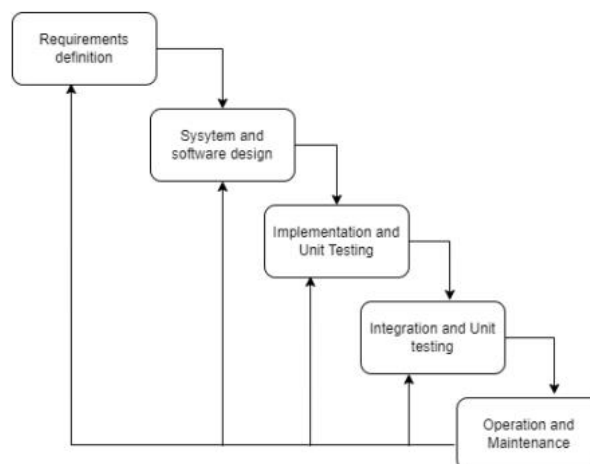 Requirements
definition
Sysytem and
software design
Implementation and
Unit Testing
Integration and Unit
testing
Operation and
Maintenance